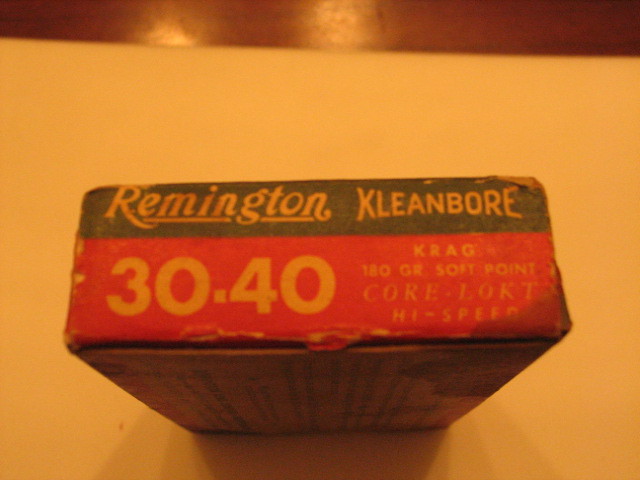 Remington KLEANBORE
30-40
KRAG
180 GR. SOFT POINT
CORE-LOKT
HI-SPEED